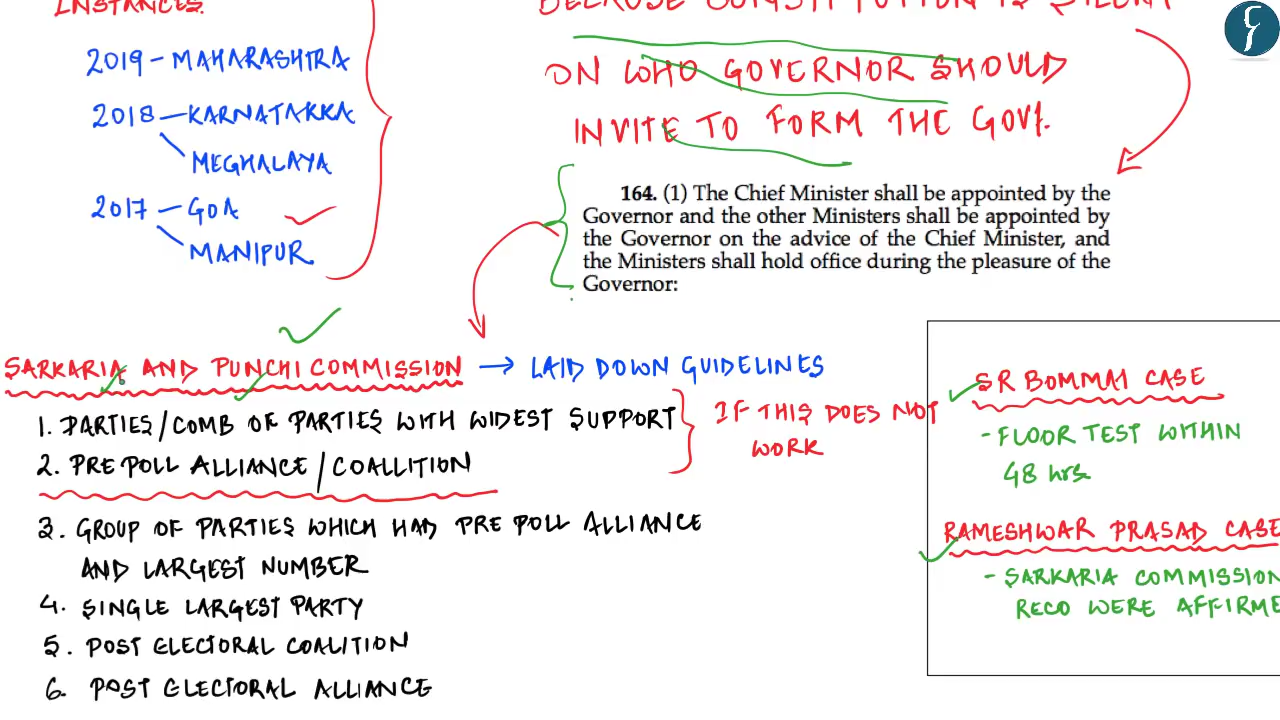 INSTANCES
2019 - MAHARASHTRA
2018 - KARNATAKKA
MEGHALAYA
2017 - GOA
MANIPUR
BECAUSE CONSTITUTION IS SILENT
ON WHO GOVERNOR SHOULD
INVITE TO FORM THE GOVt.
164. (1) The Chief Minister shall be appointed by the
Governor and the other Ministers shall be appointed by
the Governor on the advice of the Chief Minister, and
the Ministers shall hold office during the pleasure of the
Governor:
SARKARIA AND PUNCHI COMMISSION → LAID DOWN GUIDELINES
1. PARTIES/COMB OF PARTIES WITH WIDEST SUPPORT
2. PRE POLL ALLIANCE/COALLITION
IF THIS DOES NOT
WORK
3. GROUP OF PARTIES WHICH HAD PRE POLL ALLIANCE
AND LARGEST NUMBER
4. SINGLE LARGEST PARTY
5. POST ELECTORAL COALITION
6. POST ELECTORAL ALLIANCE
SR BOMMAI CASE
- FLOOR TEST WITHIN
48 hrs
RAMESHWAR PRASAD CASE
- SARKARIA COMMISSION
RECO WERE AFFIRME